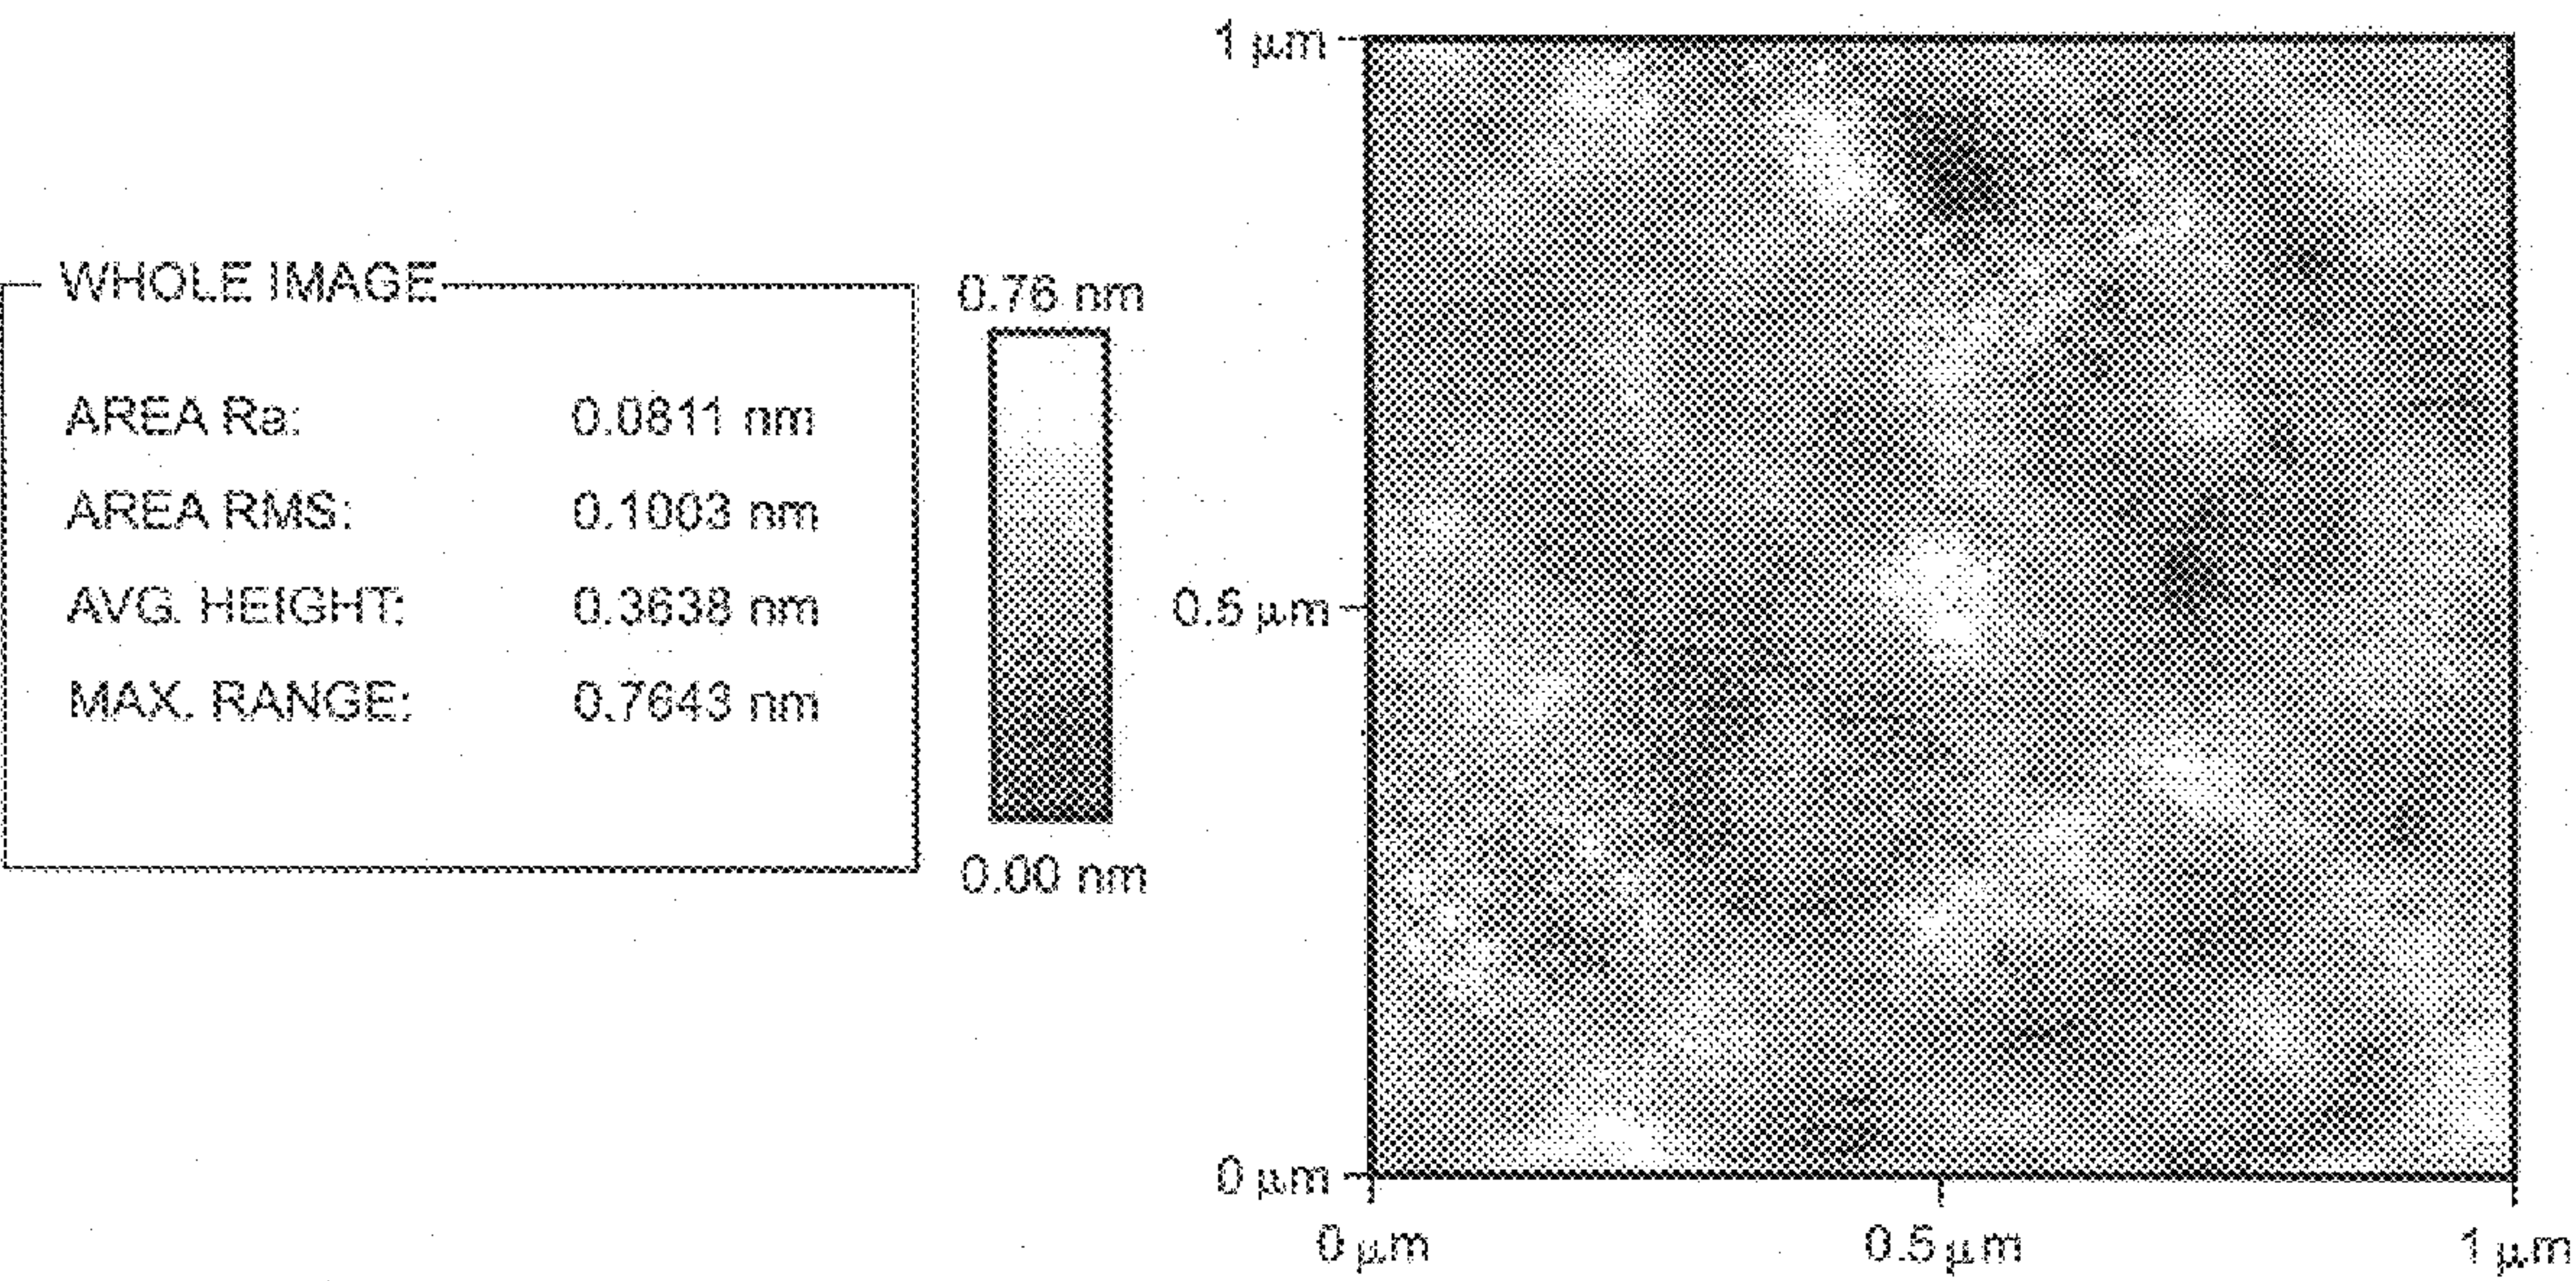 WHOLE IMAGE
AREA Ra: 0.0811 nm
AREA RMS: 0.1003 nm
AVG. HEIGHT: 0.3638 nm
MAX. RANGE: 0.7643 nm
0.76 nm
0.00 nm
1 μm
0.5 μm
0 μm
0 μm 0.5 μm 1 μm